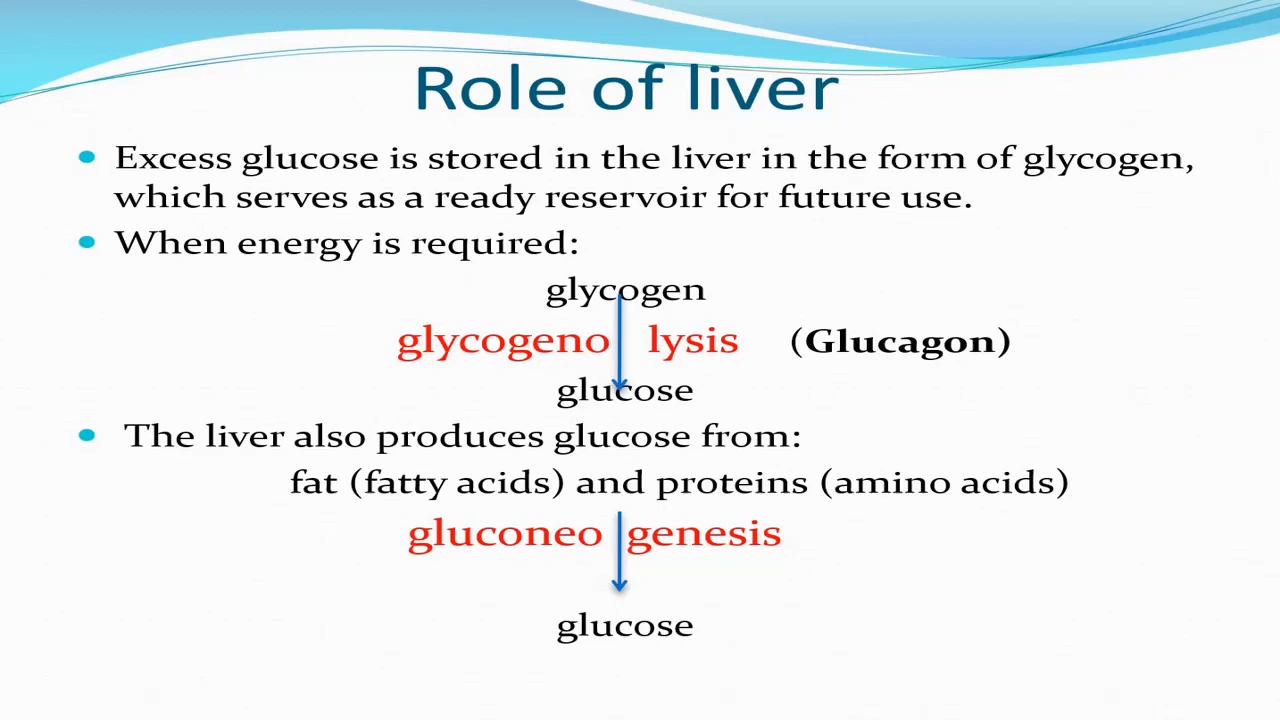 Role of liver
• Excess glucose is stored in the liver in the form of glycogen,
which serves as a ready reservoir for future use.
• When energy is required:
glycogen
glycogeno lysis (Glucagon)
glucose
• The liver also produces glucose from:
fat (fatty acids) and proteins (amino acids)
gluconeo genesis
glucose